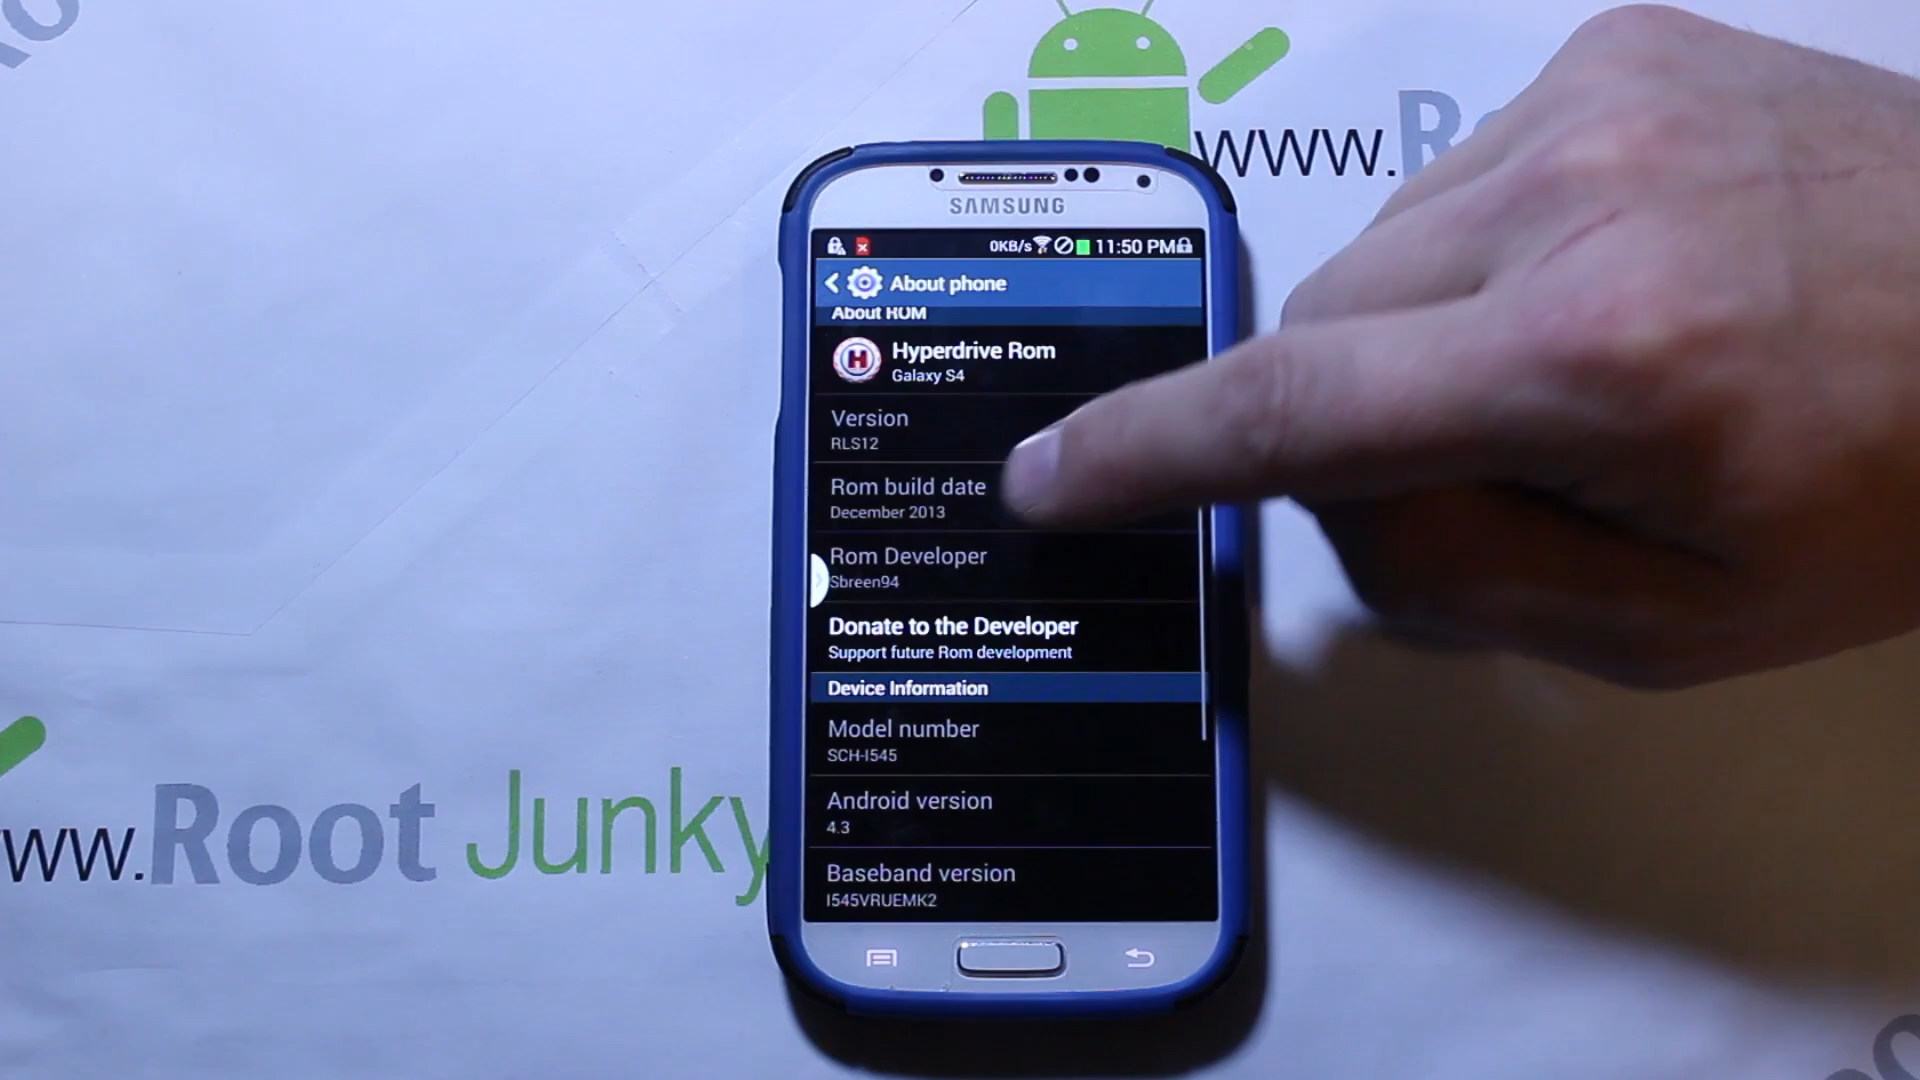 www.R
SAMSUNG
0KB/s 11:50 PM
About phone
About ROM
Hyperdrive Rom
Galaxy S4
Version
RLS12
Rom build date
December 2013
Rom Developer
Sbreen94
Donate to the Developer
Support future Rom development
Device Information
Model number
SCH-I545
Android version
4.3
Baseband version
I545VRUEMK2
ww.Root Junky